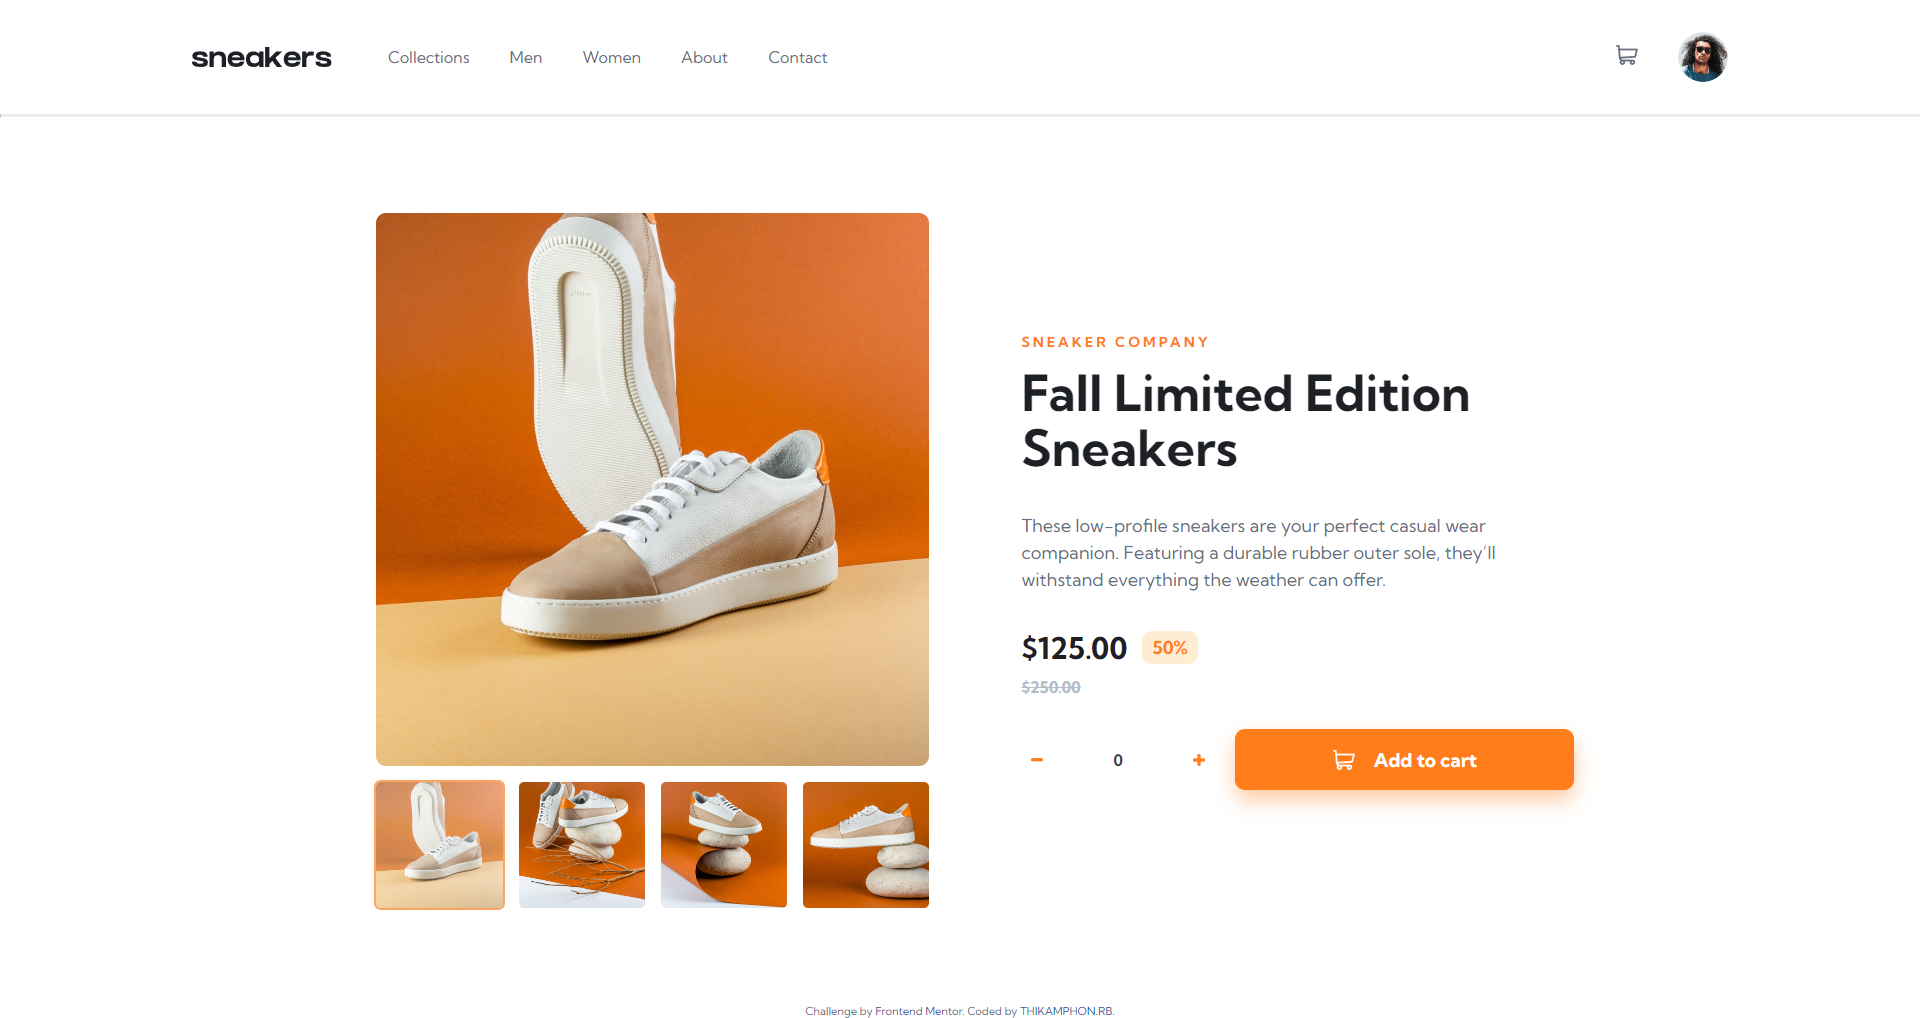 sneakers
Collections Men Women About Contact
SNEAKER COMPANY
Fall Limited Edition
Sneakers
These low-profile sneakers are your perfect casual wear
companion. Featuring a durable rubber outer sole, they’ll
withstand everything the weather can offer.
$125.00 50%
$250.00
0
Add to cart
Challenge by Frontend Mentor. Coded by THIKAMPHON.RB.